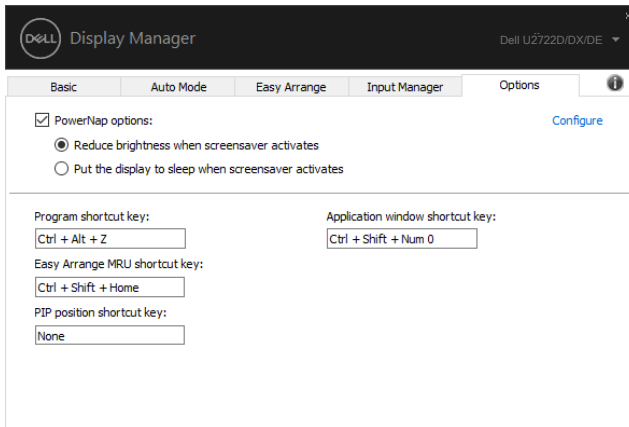 DELL Display Manager
Dell U2722D/DX/DE
Basic Auto Mode Easy Arrange Input Manager Options
PowerNap options:
Configure
Reduce brightness when screensaver activates
Put the display to sleep when screensaver activates
Program shortcut key:
Application window shortcut key:
Ctrl + Alt + Z
Ctrl + Shift + Num 0
Easy Arrange MRU shortcut key:
Ctrl + Shift + Home
PIP position shortcut key:
None